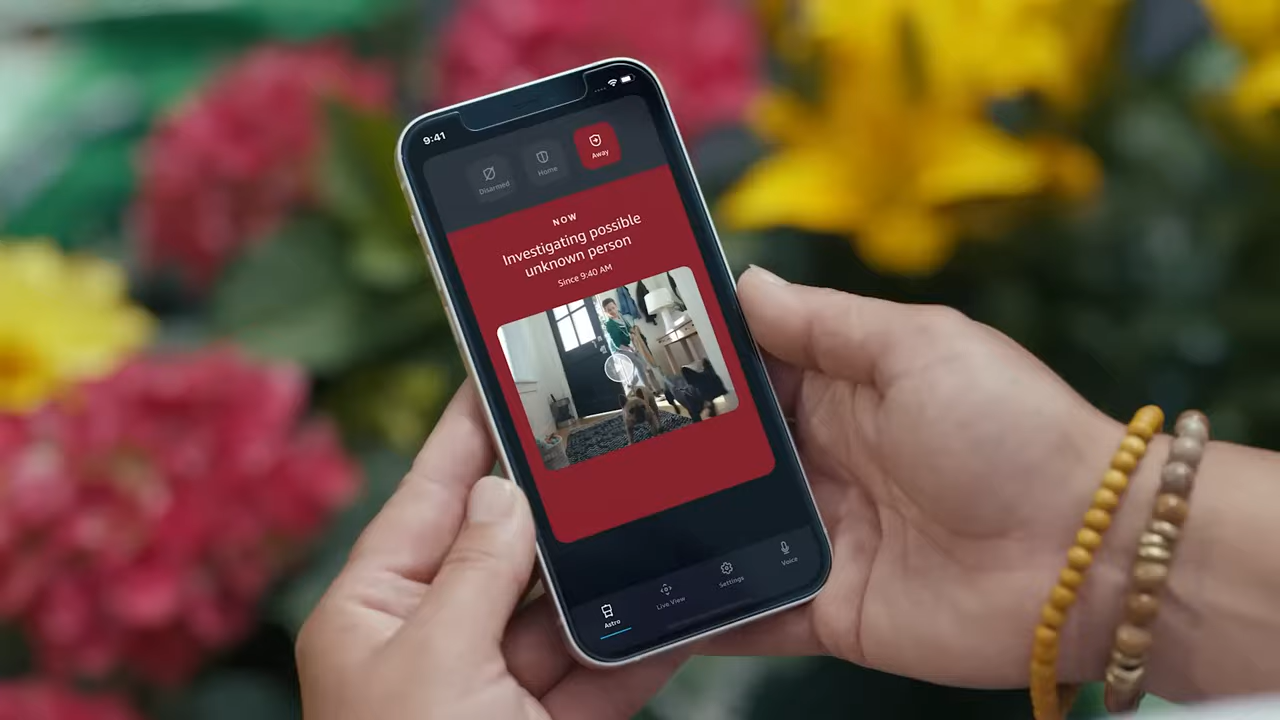 9:41
Disarmed
Home
Away
NOW
Investigating possible
unknown person
Since 9:40 AM
Astro
Live View
Settings
Voice